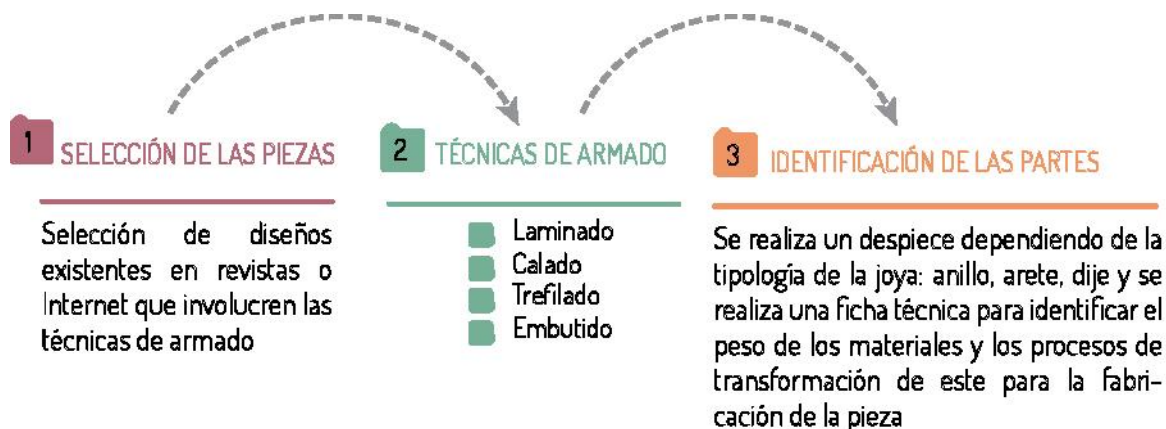 1 SELECCIÓN DE LAS PIEZAS
Selección de diseños
existentes en revistas o
Internet que involucren las
técnicas de armado
2 TÉCNICAS DE ARMADO
Laminado
Calado
Trefilado
Embutido
3 IDENTIFICACIÓN DE LAS PARTES
Se realiza un despiece dependiendo de la
tipología de la joya: anillo, arete, dije y se
realiza una ficha técnica para identificar el
peso de los materiales y los procesos de
transformación de este para la fabri-
cación de la pieza